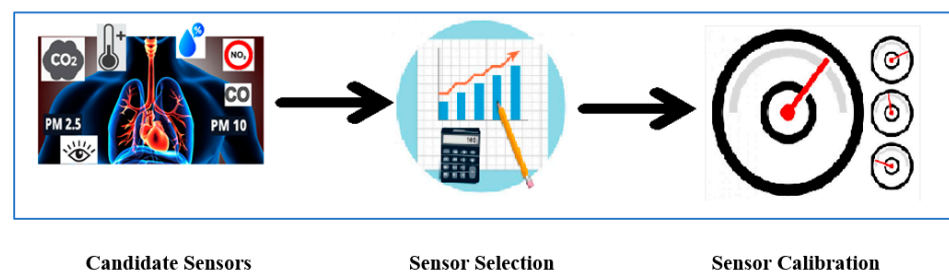 CO2
+
%
NO2
CO
PM 2.5
PM 10
Candidate Sensors
Sensor Selection
Sensor Calibration